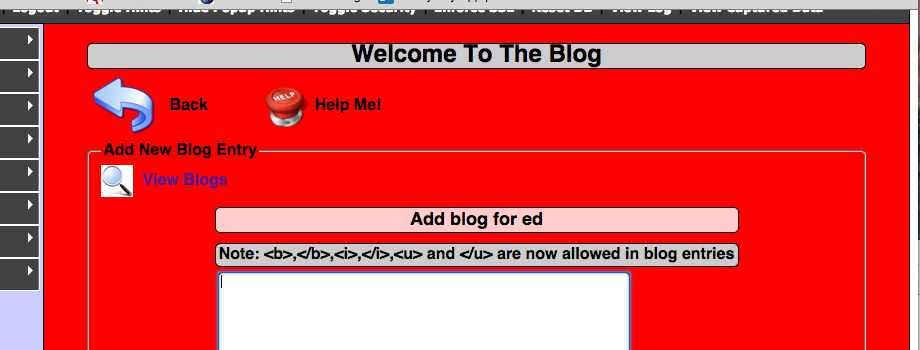 Welcome To The Blog
Back
HELP
Help Me!
Add New Blog Entry
View Blogs
Add blog for ed
Note: <b>,</b>,<i>,</i>,<u> and </u> are now allowed in blog entries